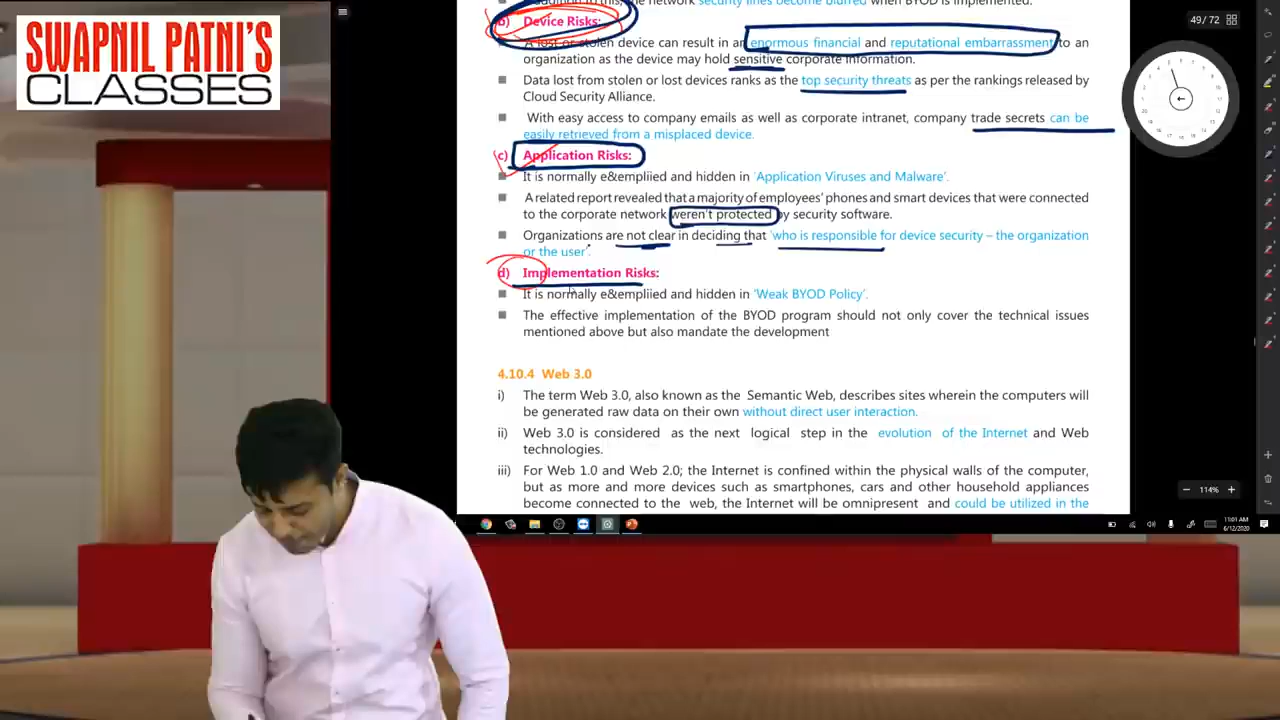 SWAPNIL PATNI'S
CLASSES
49 / 72
security lines become blurred when BYOD is implemented.
b) Device Risks:
A lost or stolen device can result in an enormous financial and reputational embarrassment to an
organization as the device may hold sensitive corporate information.
Data lost from stolen or lost devices ranks as the top security threats as per the rankings released by
Cloud Security Alliance.
With easy access to company emails as well as corporate intranet, company trade secrets can be
easily retrieved from a misplaced device.
c) Application Risks:
It is normally e&empliied and hidden in 'Application Viruses and Malware'.
A related report revealed that a majority of employees' phones and smart devices that were connected
to the corporate network weren't protected by security software.
Organizations are not clear in deciding that 'who is responsible for device security – the organization
or the user'.
d) Implementation Risks:
It is normally e&empliied and hidden in 'Weak BYOD Policy'.
The effective implementation of the BYOD program should not only cover the technical issues
mentioned above but also mandate the development
4.10.4 Web 3.0
i) The term Web 3.0, also known as the Semantic Web, describes sites wherein the computers will
be generated raw data on their own without direct user interaction.
ii) Web 3.0 is considered as the next logical step in the evolution of the Internet and Web
technologies.
iii) For Web 1.0 and Web 2.0; the Internet is confined within the physical walls of the computer,
but as more and more devices such as smartphones, cars and other household appliances
become connected to the web, the Internet will be omnipresent and could be utilized in the
114%
11:01 AM
6/12/2020